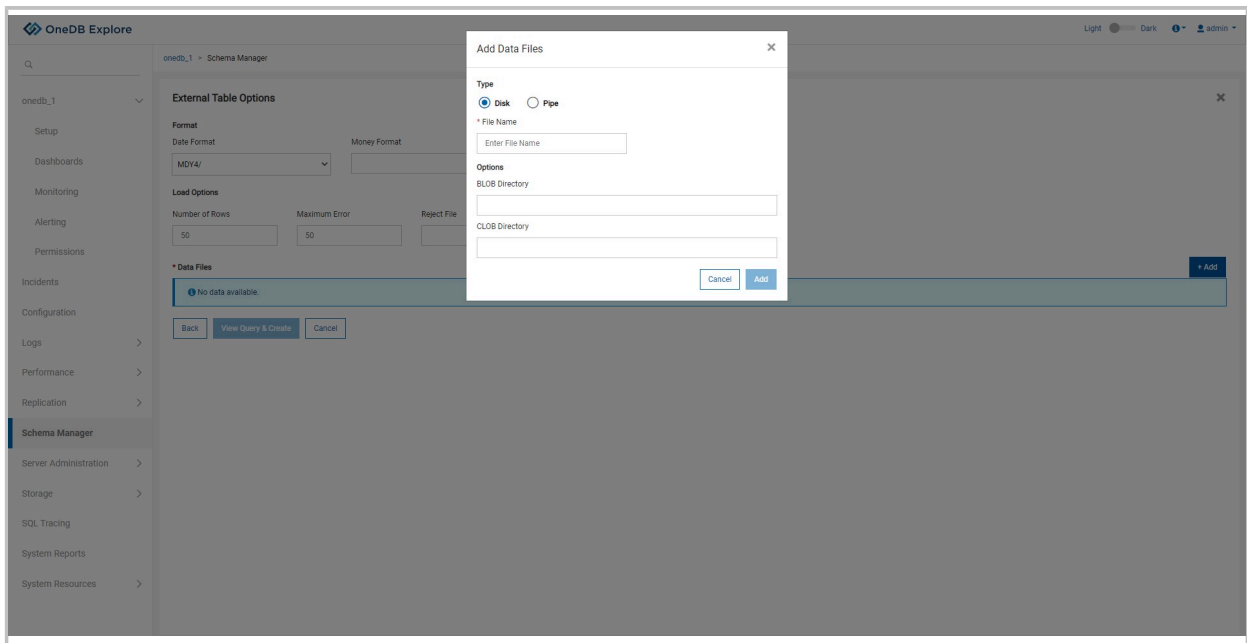 OneDB Explore
Light Dark admin
onedb_1 > Schema Manager
onedb_1
Setup
Dashboards
Monitoring
Alerting
Permissions
Incidents
Configuration
Logs
Performance
Replication
Schema Manager
Server Administration
Storage
SQL Tracing
System Reports
System Resources
External Table Options
Format
Date Format Money Format
MDY4/
Load Options
Number of Rows Maximum Error Reject File
50 50
* Data Files
+ Add
No data available.
Back View Query & Create Cancel
Add Data Files
Type
Disk Pipe
* File Name
Enter File Name
Options
BLOB Directory
CLOB Directory
Cancel Add